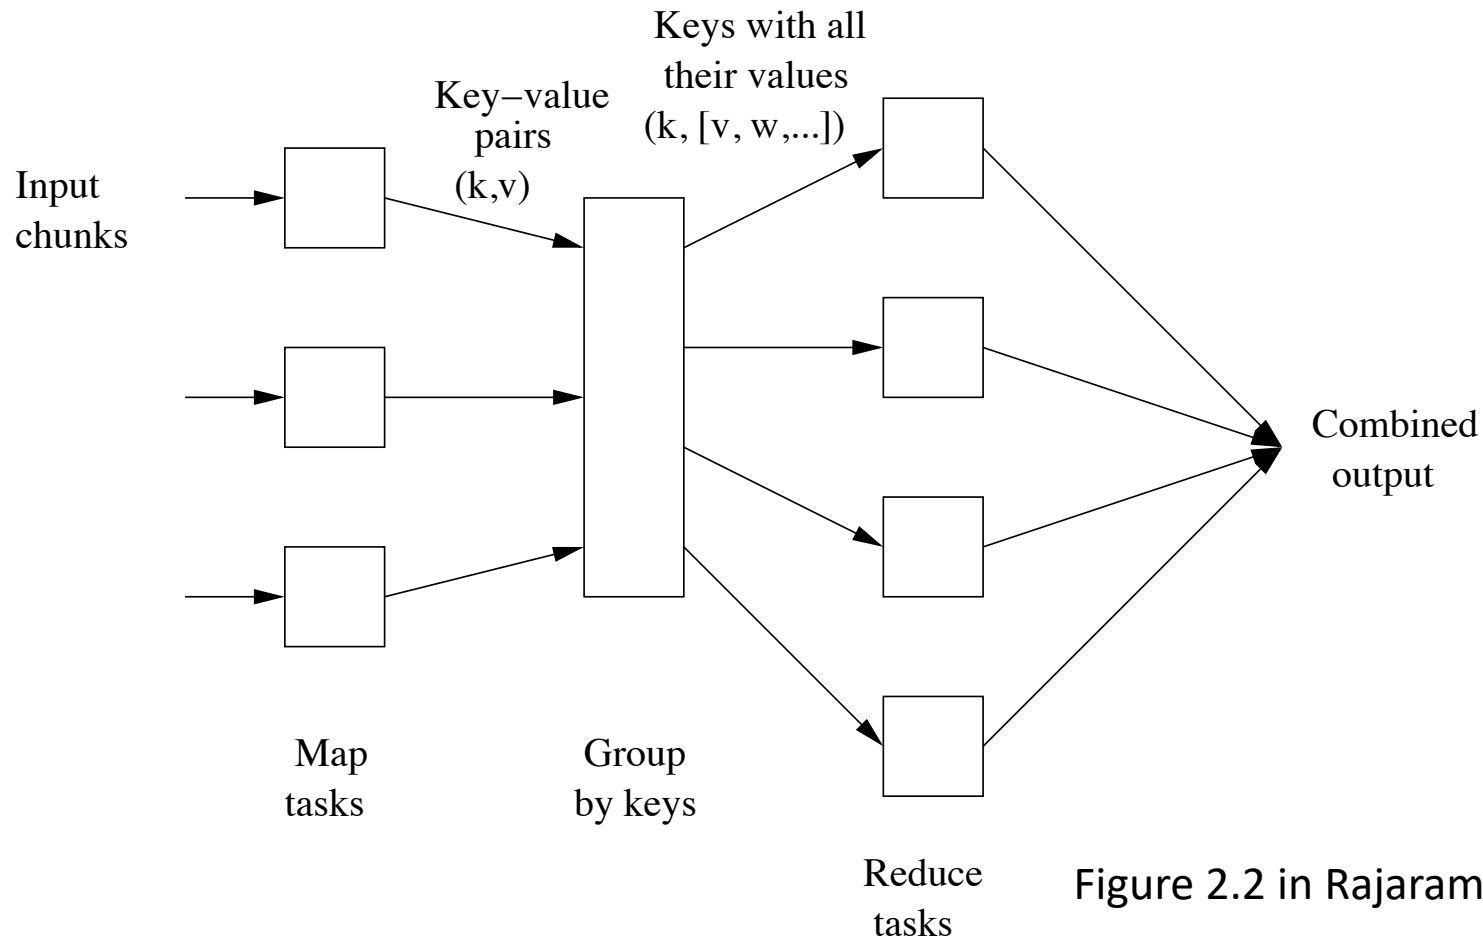 Keys with all
their values
(k, [v, w,...])
Key–value
pairs
(k,v)
Input
chunks
Combined
output
Map
tasks
Group
by keys
Reduce
tasks
Figure 2.2 in Rajaram